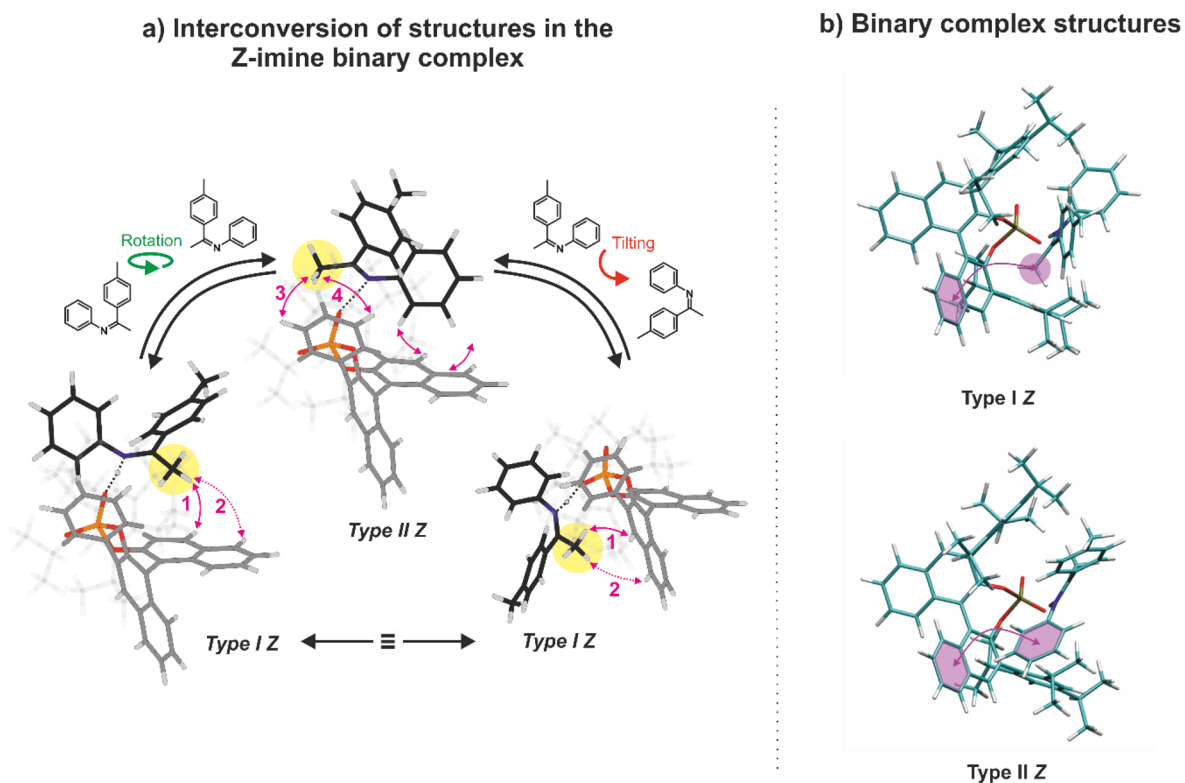 a) Interconversion of structures in the
Z-imine binary complex
b) Binary complex structures
Rotation
N
N
N
Tilting
N
3
4
1
2
Type II Z
1
2
Type I Z
≡
Type I Z
Type I Z
Type II Z